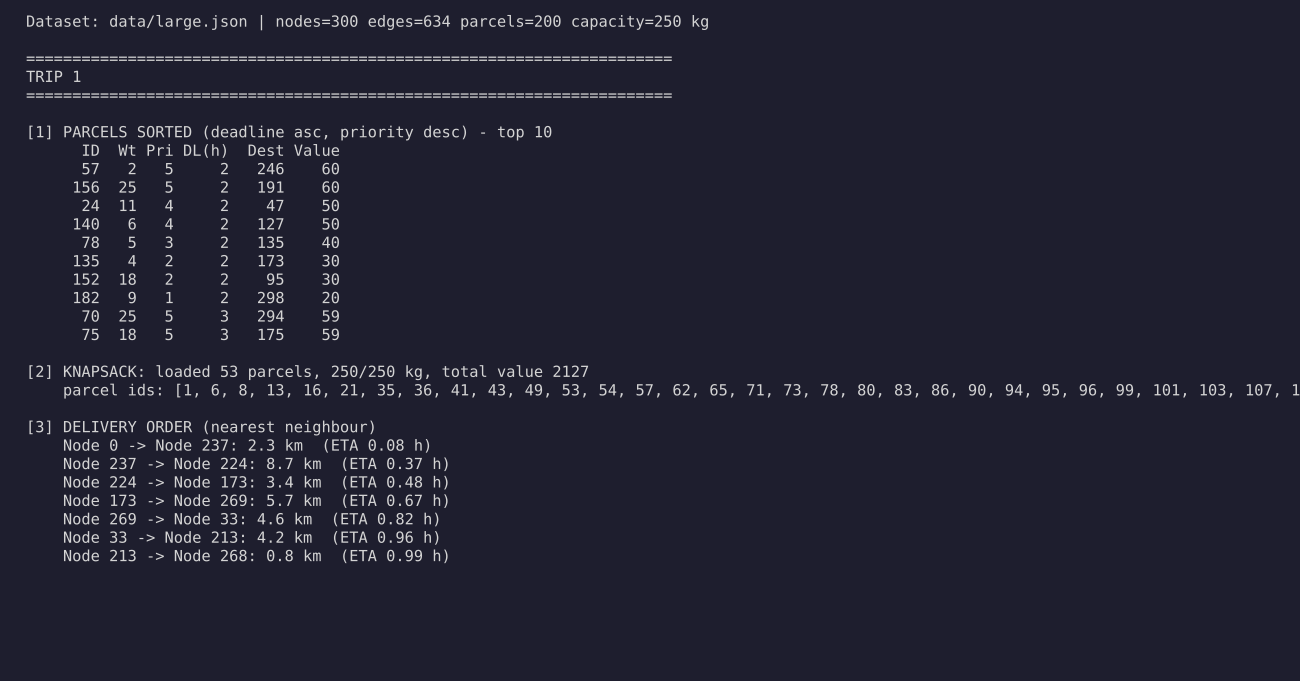 Dataset: data/large.json | nodes=300 edges=634 parcels=200 capacity=250 kg
======================================================================
TRIP 1
======================================================================
[1] PARCELS SORTED (deadline asc, priority desc) - top 10
ID Wt Pri DL(h) Dest Value
57 2 5 2 246 60
156 25 5 2 191 60
24 11 4 2 47 50
140 6 4 2 127 50
78 5 3 2 135 40
135 4 2 2 173 30
152 18 2 2 95 30
182 9 1 2 298 20
70 25 5 3 294 59
75 18 5 3 175 59
[2] KNAPSACK: loaded 53 parcels, 250/250 kg, total value 2127
parcel ids: [1, 6, 8, 13, 16, 21, 35, 36, 41, 43, 49, 53, 54, 57, 62, 65, 71, 73, 78, 80, 83, 86, 90, 94, 95, 96, 99, 101, 103, 107, 1
[3] DELIVERY ORDER (nearest neighbour)
Node 0 -> Node 237: 2.3 km (ETA 0.08 h)
Node 237 -> Node 224: 8.7 km (ETA 0.37 h)
Node 224 -> Node 173: 3.4 km (ETA 0.48 h)
Node 173 -> Node 269: 5.7 km (ETA 0.67 h)
Node 269 -> Node 33: 4.6 km (ETA 0.82 h)
Node 33 -> Node 213: 4.2 km (ETA 0.96 h)
Node 213 -> Node 268: 0.8 km (ETA 0.99 h)